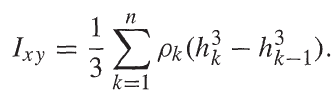 $I_{xy} = \frac{1}{3} \sum_{k=1}^{n} \rho_k (h_k^3 - h_{k-1}^3).$